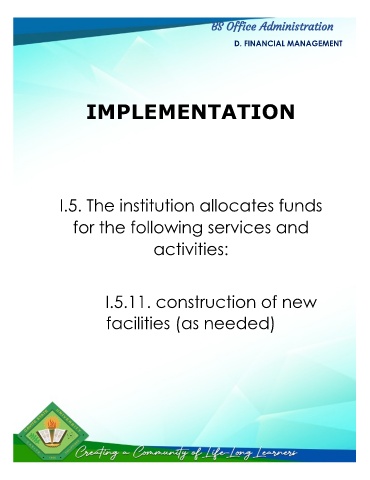 BS Office Administration
D. FINANCIAL MANAGEMENT
IMPLEMENTATION
I.5. The institution allocates funds
for the following services and
activities:
I.5.11. construction of new
facilities (as needed)
Creating a Community of Life-Long Learners